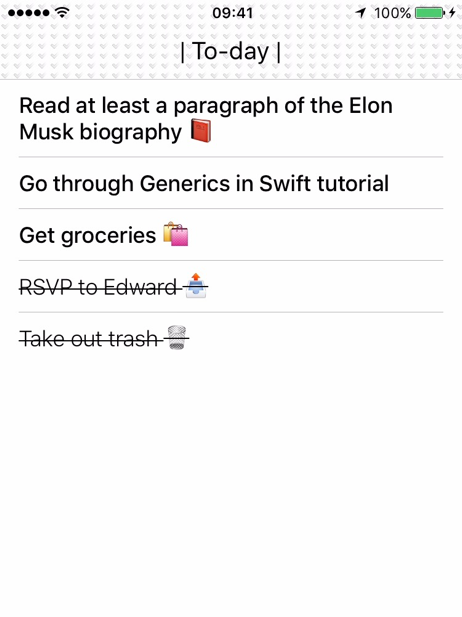 09:41
100%
| To-day |
Read at least a paragraph of the Elon
Musk biography 📕
Go through Generics in Swift tutorial
Get groceries 🛍
RSVP to Edward 📤
Take out trash 🗑